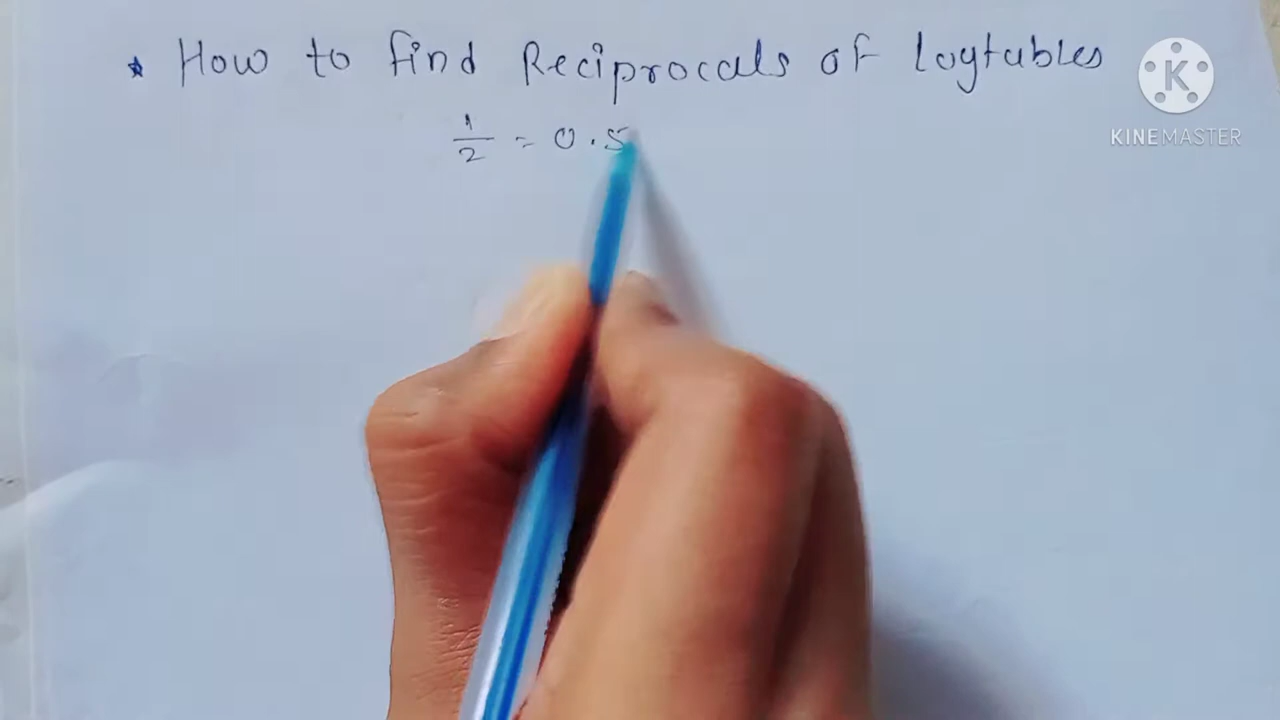 * How to find Reciprocals of logtables
K
KINEMASTER
1/2 = 0.5